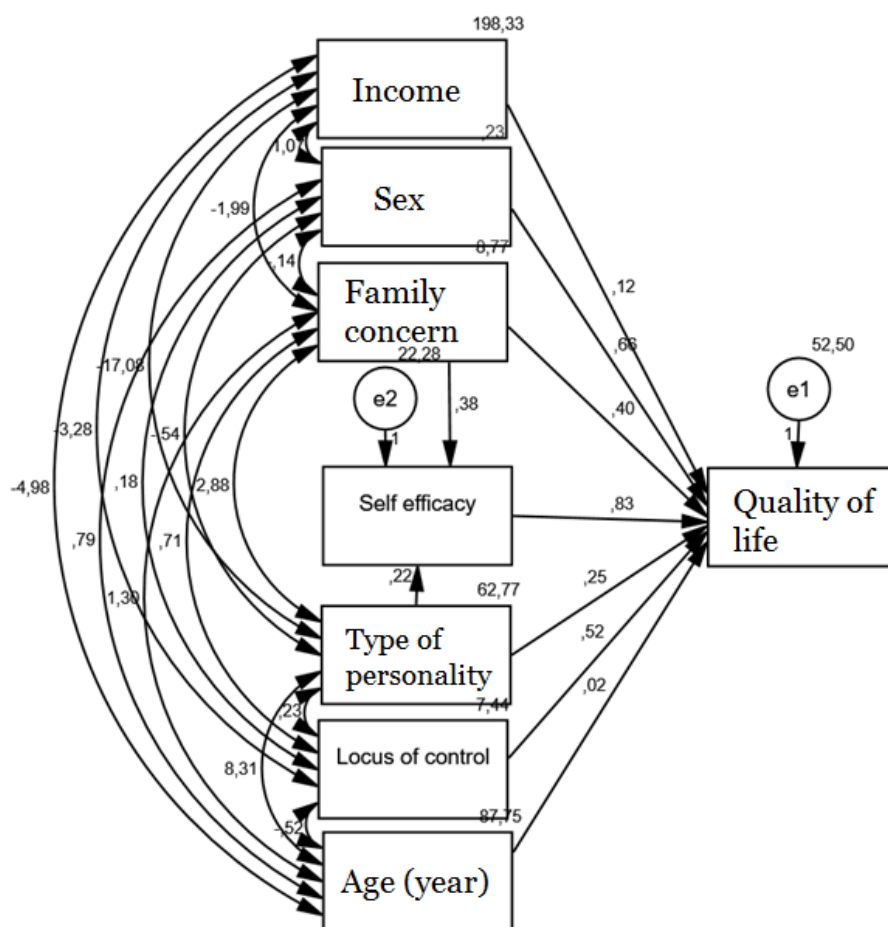 198,33
Income
,23
1,07
Sex
-1,99
8,77
-,14
Family
concern
,12
22,28
,66
52,50
e2
e1
,38
,40
1
1
-17,08
-3,28
-,54
-4,98
,18
2,88
Self efficacy
,83
Quality of
life
,79
,71
,22
62,77
,25
1,30
Type of
personality
,52
7,44
,23
,02
Locus of control
8,31
87,75
-,52
Age (year)